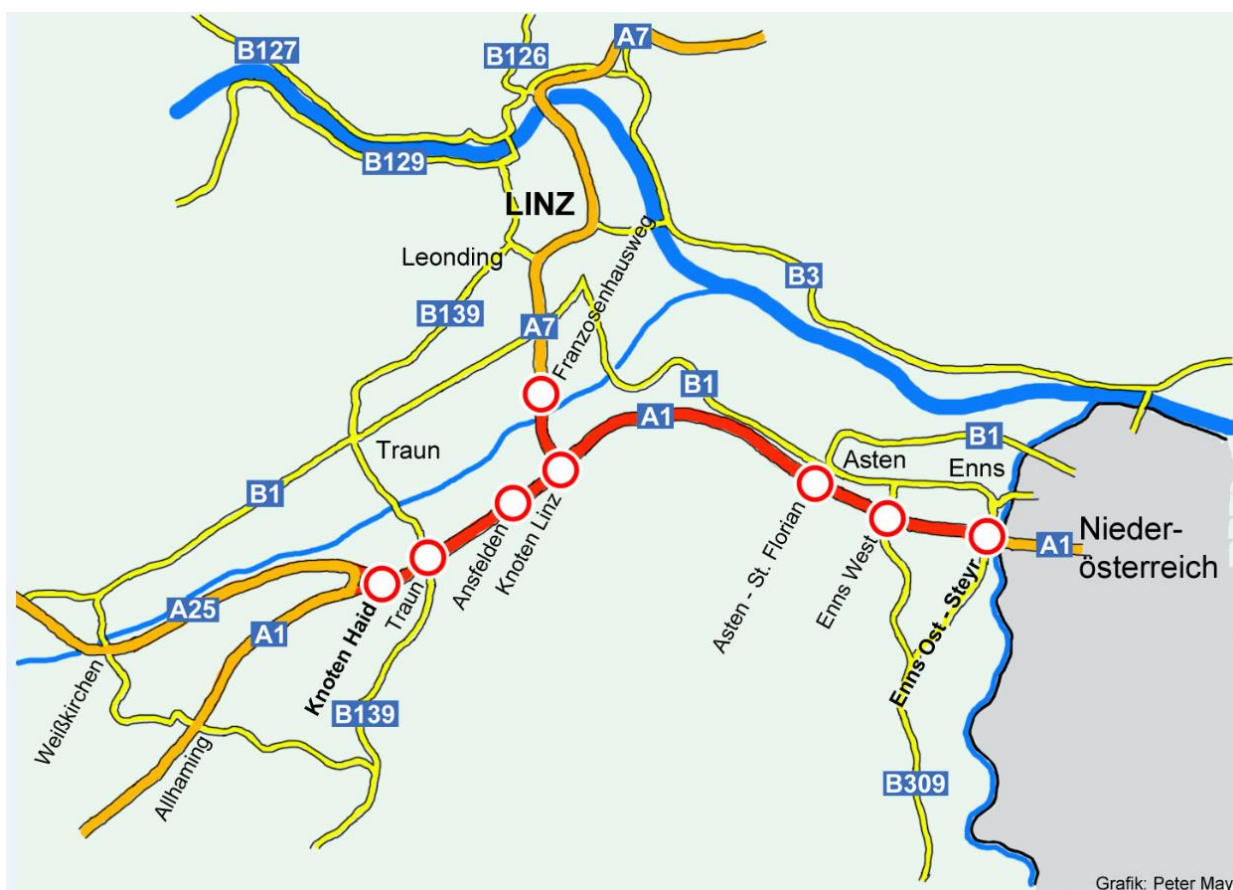 A7
B127
B126
B129
LINZ
Franzosenhausweg
Leonding
B3
B139
A7
B1
A1
Traun
Asten
B1
Enns
B1
Ansfelden
Knoten Linz
Asten - St. Florian
Enns West
Enns Ost - Steyr
A1
Nieder-
österreich
A25
A1
Knoten Haid
Traun
Weißkirchen
Allhaming
B139
B309
Grafik: Peter May